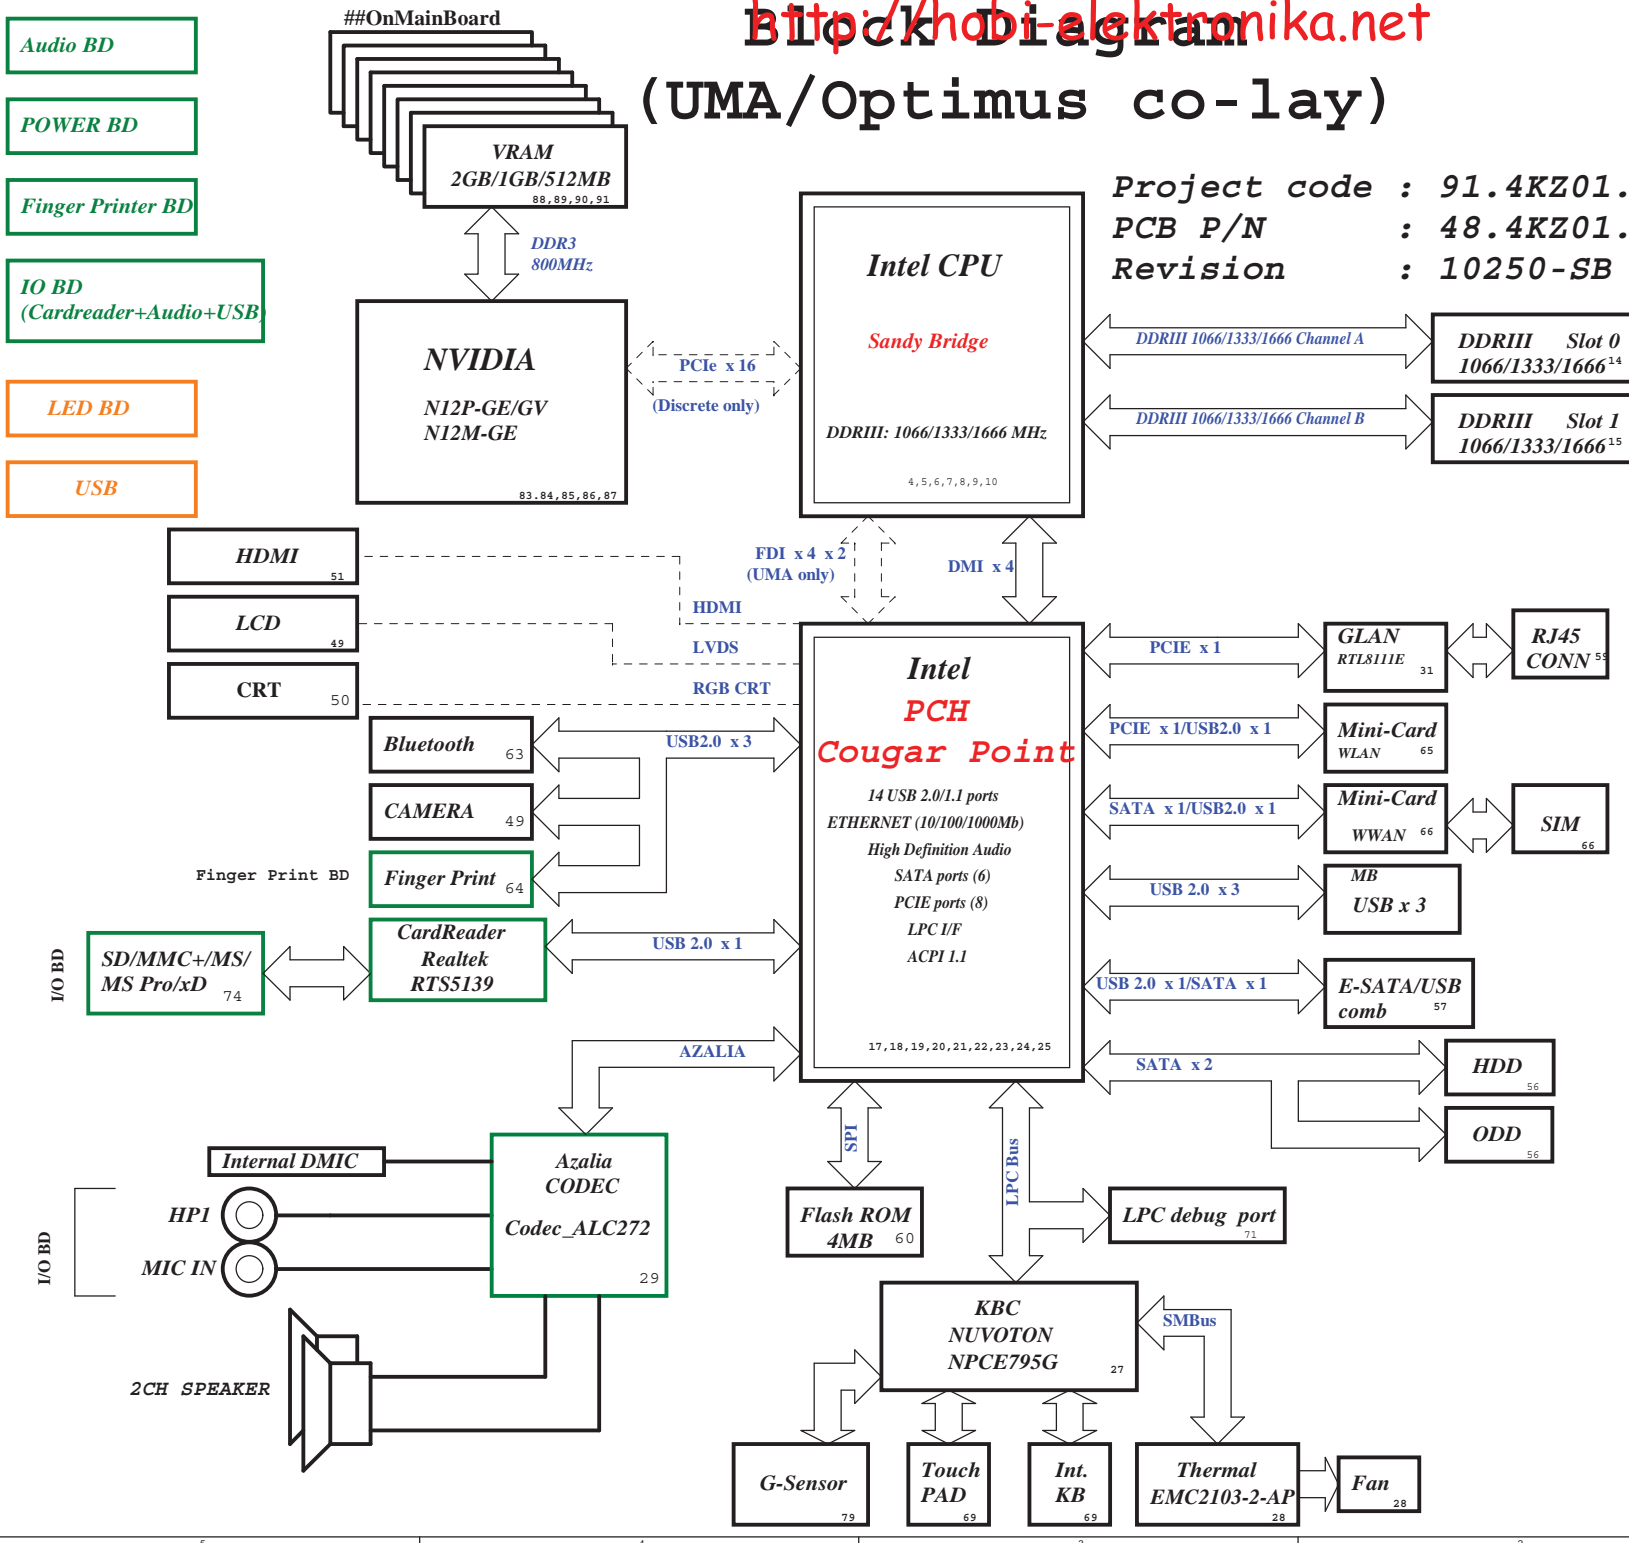 ##OnMainBoard
http://hobi-elektronika.net
Block Diagram
(UMA/Optimus co-lay)
Project code : 91.4KZ01.
PCB P/N : 48.4KZ01.
Revision : 10250-SB
Audio BD
POWER BD
Finger Printer BD
IO BD
(Cardreader+Audio+USB)
LED BD
USB
VRAM
2GB/1GB/512MB
88,89,90,91
DDR3
800MHz
NVIDIA
N12P-GE/GV
N12M-GE
83.84,85,86,87
PCIe x 16
(Discrete only)
Intel CPU
Sandy Bridge
DDRIII: 1066/1333/1666 MHz
4,5,6,7,8,9,10
DDRIII 1066/1333/1666 Channel A
DDRIII Slot 0
1066/1333/1666 14
DDRIII 1066/1333/1666 Channel B
DDRIII Slot 1
1066/1333/1666 15
FDI x 4 x 2
(UMA only)
DMI x 4
HDMI
51
LCD
49
CRT
50
HDMI
LVDS
RGB CRT
Intel
PCH
Cougar Point
14 USB 2.0/1.1 ports
ETHERNET (10/100/1000Mb)
High Definition Audio
SATA ports (6)
PCIE ports (8)
LPC I/F
ACPI 1.1
17,18,19,20,21,22,23,24,25
PCIE x 1
GLAN
RTL8111E
31
RJ45
CONN 59
PCIE x 1/USB2.0 x 1
Mini-Card
WLAN 65
SATA x 1/USB2.0 x 1
Mini-Card
WWAN 66
SIM
66
USB 2.0 x 3
MB
USB x 3
USB 2.0 x 1/SATA x 1
E-SATA/USB
comb 57
SATA x 2
HDD
56
ODD
56
Bluetooth
63
USB2.0 x 3
CAMERA
49
Finger Print BD
Finger Print
64
I/O BD
SD/MMC+/MS/
MS Pro/xD 74
CardReader
Realtek
RTS5139
USB 2.0 x 1
AZALIA
Internal DMIC
I/O BD
HP1
MIC IN
Azalia
CODEC
Codec_ALC272
29
2CH SPEAKER
SPI
Flash ROM
4MB 60
LPC Bus
LPC debug port
71
KBC
NUVOTON
NPCE795G
27
SMBus
G-Sensor
79
Touch
PAD
69
Int.
KB
69
Thermal
EMC2103-2-AP
28
Fan
28